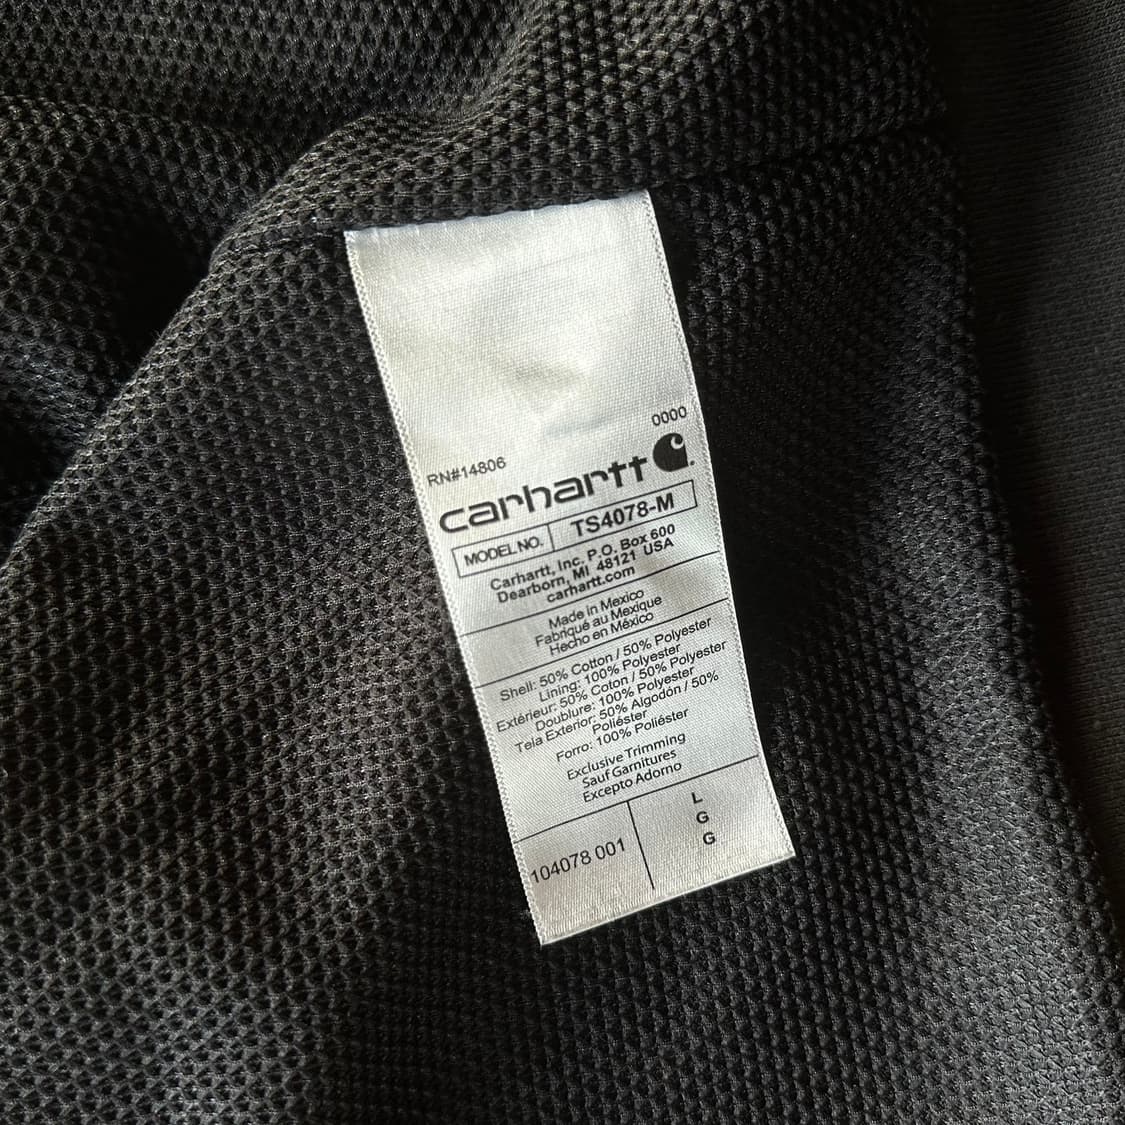 0000
RN#14806
carhartt
MODEL NO. TS4078-M
Carhartt, Inc. P.O. Box 600
Dearborn, MI 48121 USA
carhartt.com
Made in Mexico
Fabriqué au Mexique
Hecho en México
Shell: 50% Cotton / 50% Polyester
Lining: 100% Polyester
Extérieur: 50% Coton / 50% Polyester
Doublure: 100% Polyester
Tela Exterior: 50% Algodón / 50%
Poliéster
Forro: 100% Poliéster
Exclusive Trimming
Sauf Garnitures
Excepto Adorno
104078 001
L
G
G